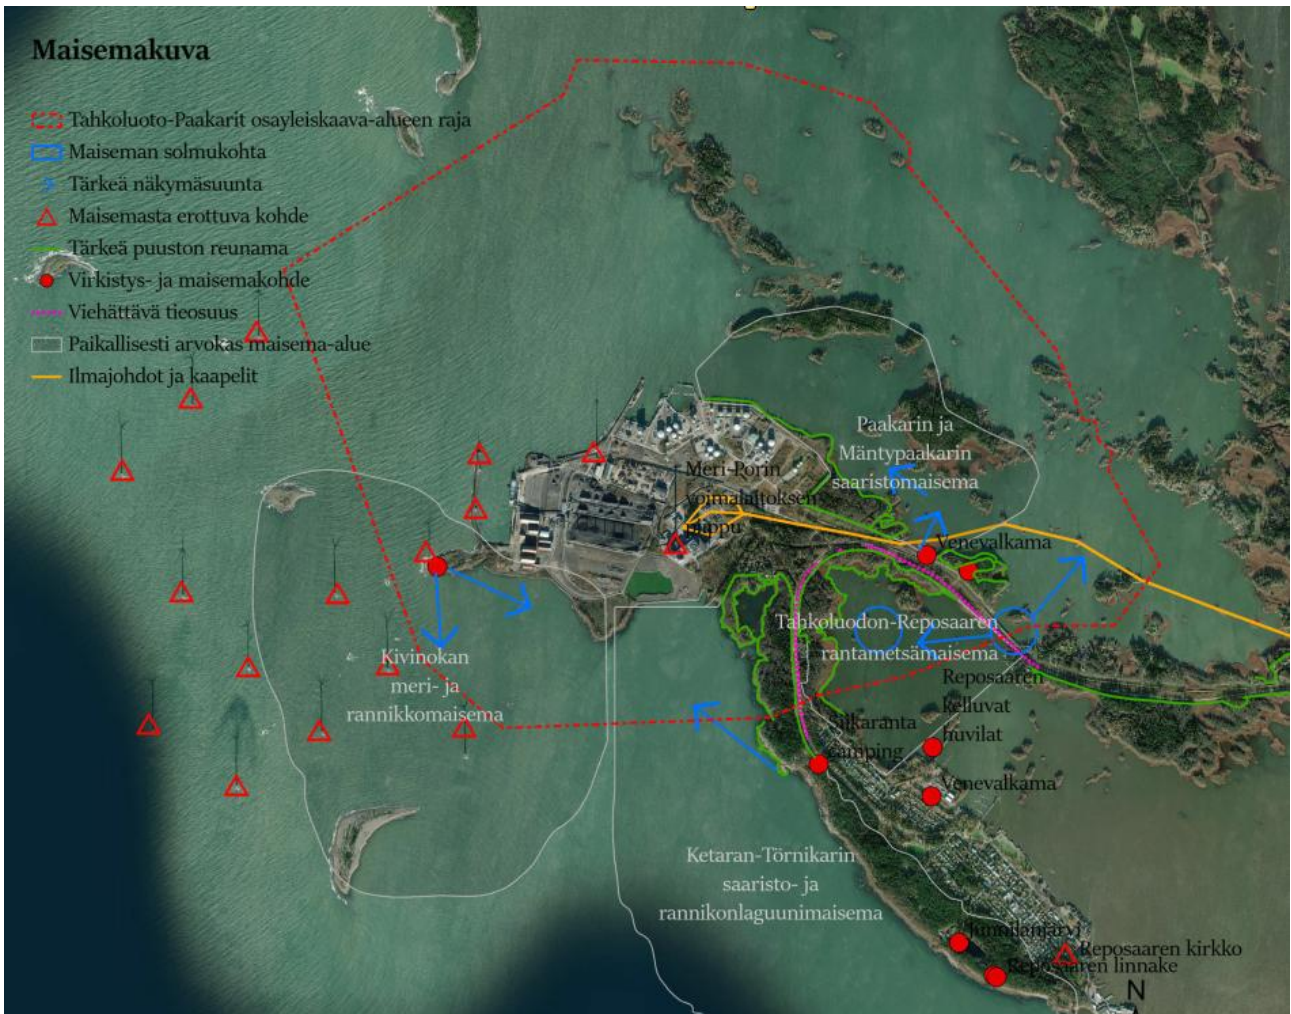 Maisemakuva
Tahkoluoto-Paakarit osayleiskaava-alueen raja
Maiseman solmukohta
Tärkeä näkymäsuunta
Maisemasta erottuva kohde
Tärkeä puuston reunama
Virkistys- ja maisemakohde
Viehättävä tieosuus
Paikallisesti arvokas maisema-alue
Ilmajohdot ja kaapelit
Paakarin ja
Mäntypaakarin
saaristomaisema
Meri-Porin
voimalaitoksen
piippu
Venevalkama
Tahkoluodon-Reposaaren
rantametsämaisema
Kivinokan
meri- ja
rannikkomaisema
Reposaaren
kelluvat
huvilat
Siikaranta
camping
Venevalkama
Ketaran-Törnikarin
saaristo- ja
rannikonlaguunimaisema
Junnilanjärvi
Reposaaren kirkko
Reposaaren linnake
N